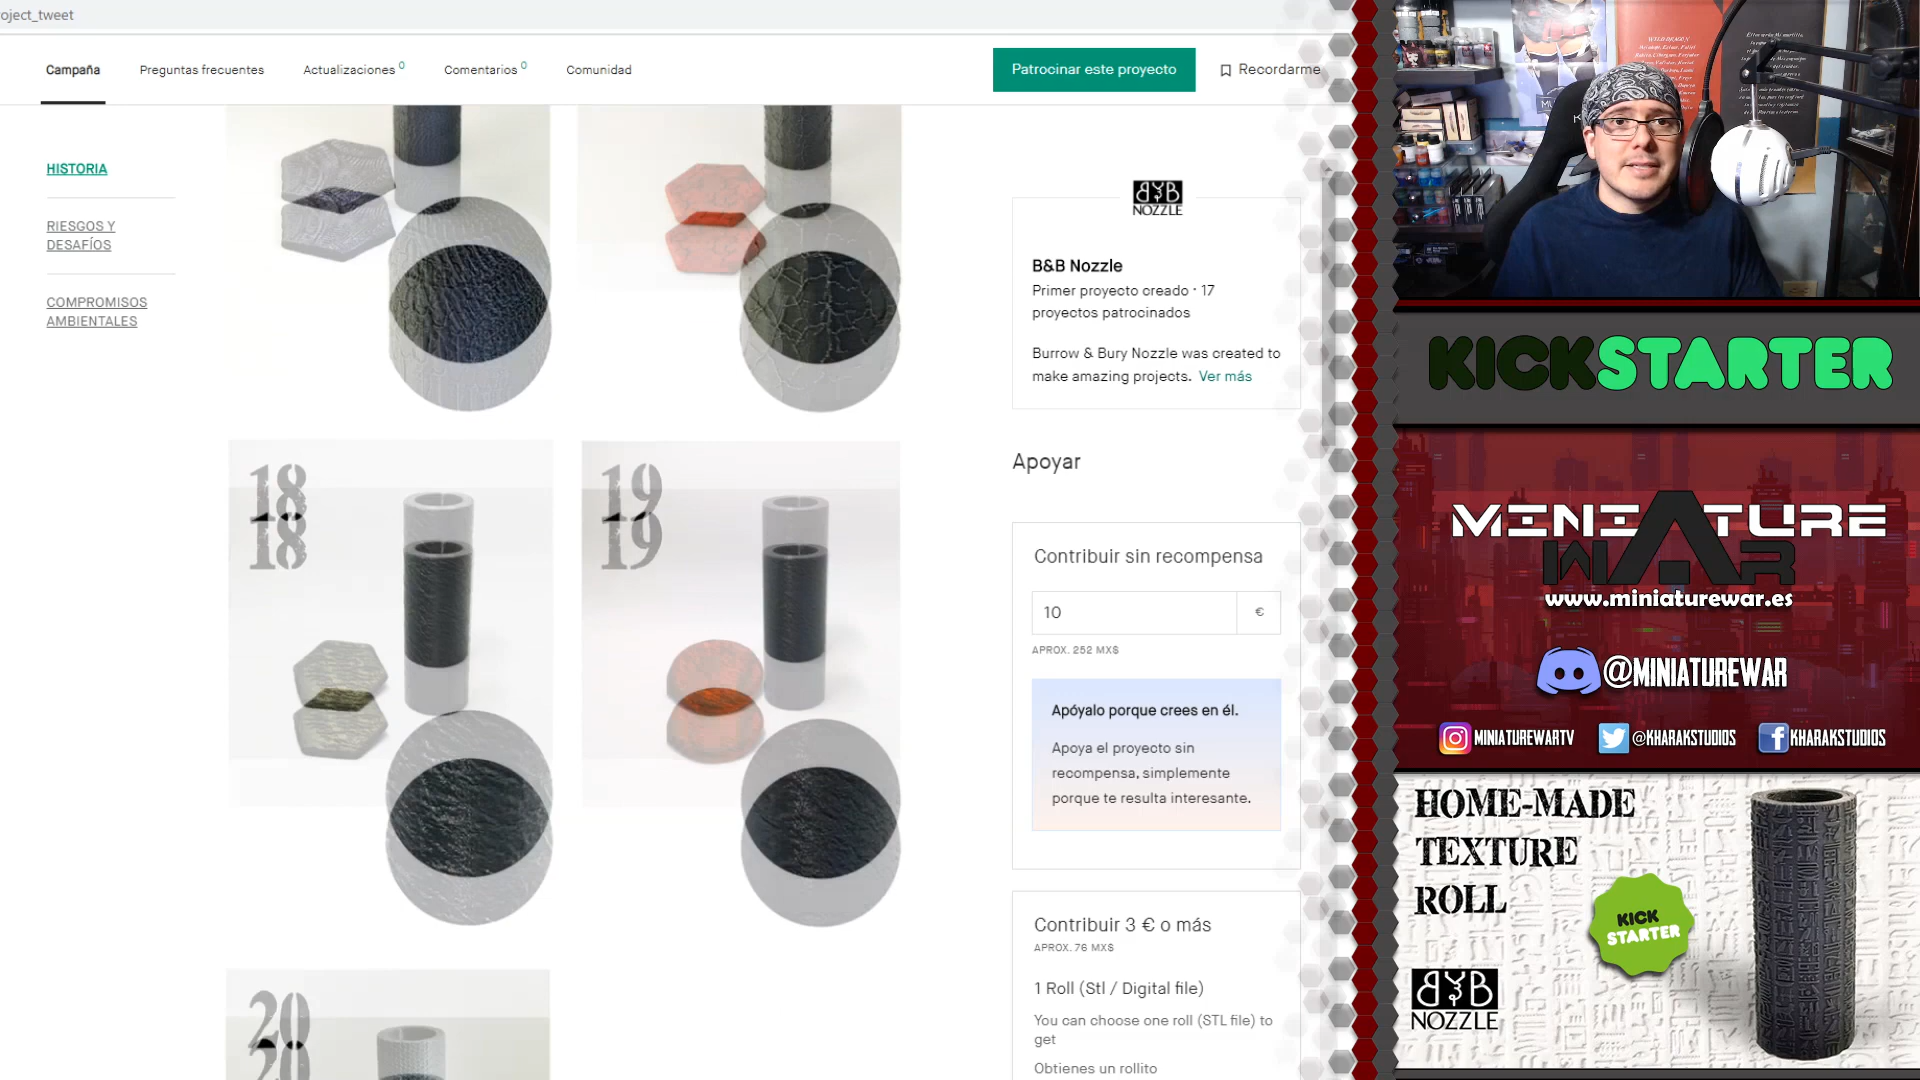 oject_tweet
Campaña
Preguntas frecuentes
Actualizaciones 0
Comentarios 0
Comunidad
Patrocinar este proyecto
Recordarme
HISTORIA
RIESGOS Y
DESAFÍOS
COMPROMISOS
AMBIENTALES
18
18
19
19
20
20
B&B
NOZZLE
B&B Nozzle
Primer proyecto creado · 17
proyectos patrocinados
Burrow & Bury Nozzle was created to
make amazing projects. Ver más
Apoyar
Contribuir sin recompensa
10 €
APROX. 252 MX$
Apóyalo porque crees en él.
Apoya el proyecto sin
recompensa, simplemente
porque te resulta interesante.
Contribuir 3 € o más
APROX. 76 MX$
1 Roll (Stl / Digital file)
You can choose one roll (STL file) to
get
Obtienes un rollito
KICKSTARTER
MINIATURE
WAR
www.miniaturewar.es
@MINIATUREWAR
MINIATUREWARTV
@KHARAKSTUDIOS
KHARAKSTUDIOS
HOME-MADE
TEXTURE
ROLL
KICK
STARTER
B&B
NOZZLE